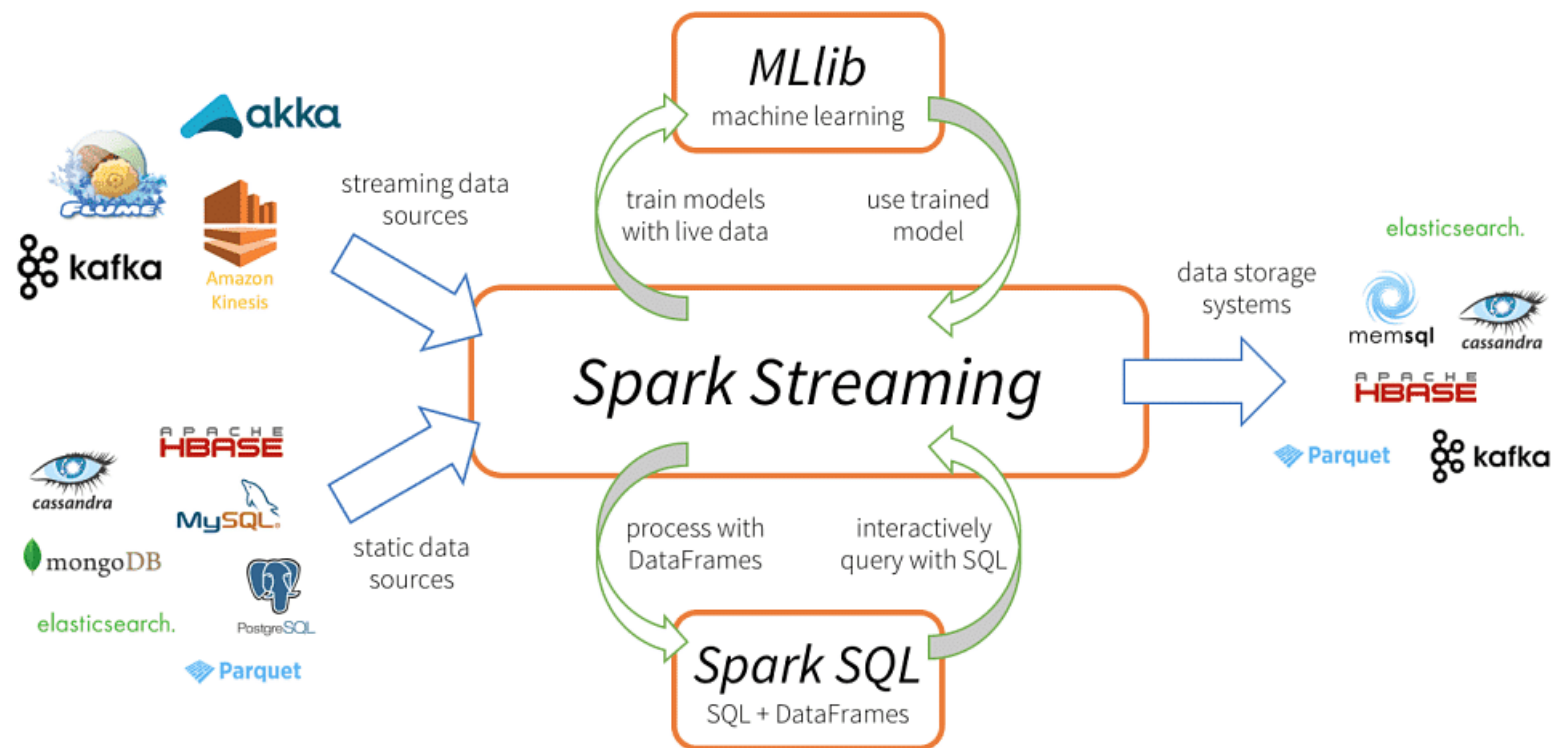 MLlib
machine learning
akka
FLUME
kafka
Amazon
Kinesis
streaming data
sources
train models
with live data
use trained
model
Spark Streaming
data storage
systems
elasticsearch.
memsql
cassandra
APACHE
HBASE
Parquet
kafka
APACHE
HBASE
cassandra
MySQL®
mongoDB
elasticsearch.
PostgreSQL
Parquet
static data
sources
process with
DataFrames
interactively
query with SQL
Spark SQL
SQL + DataFrames